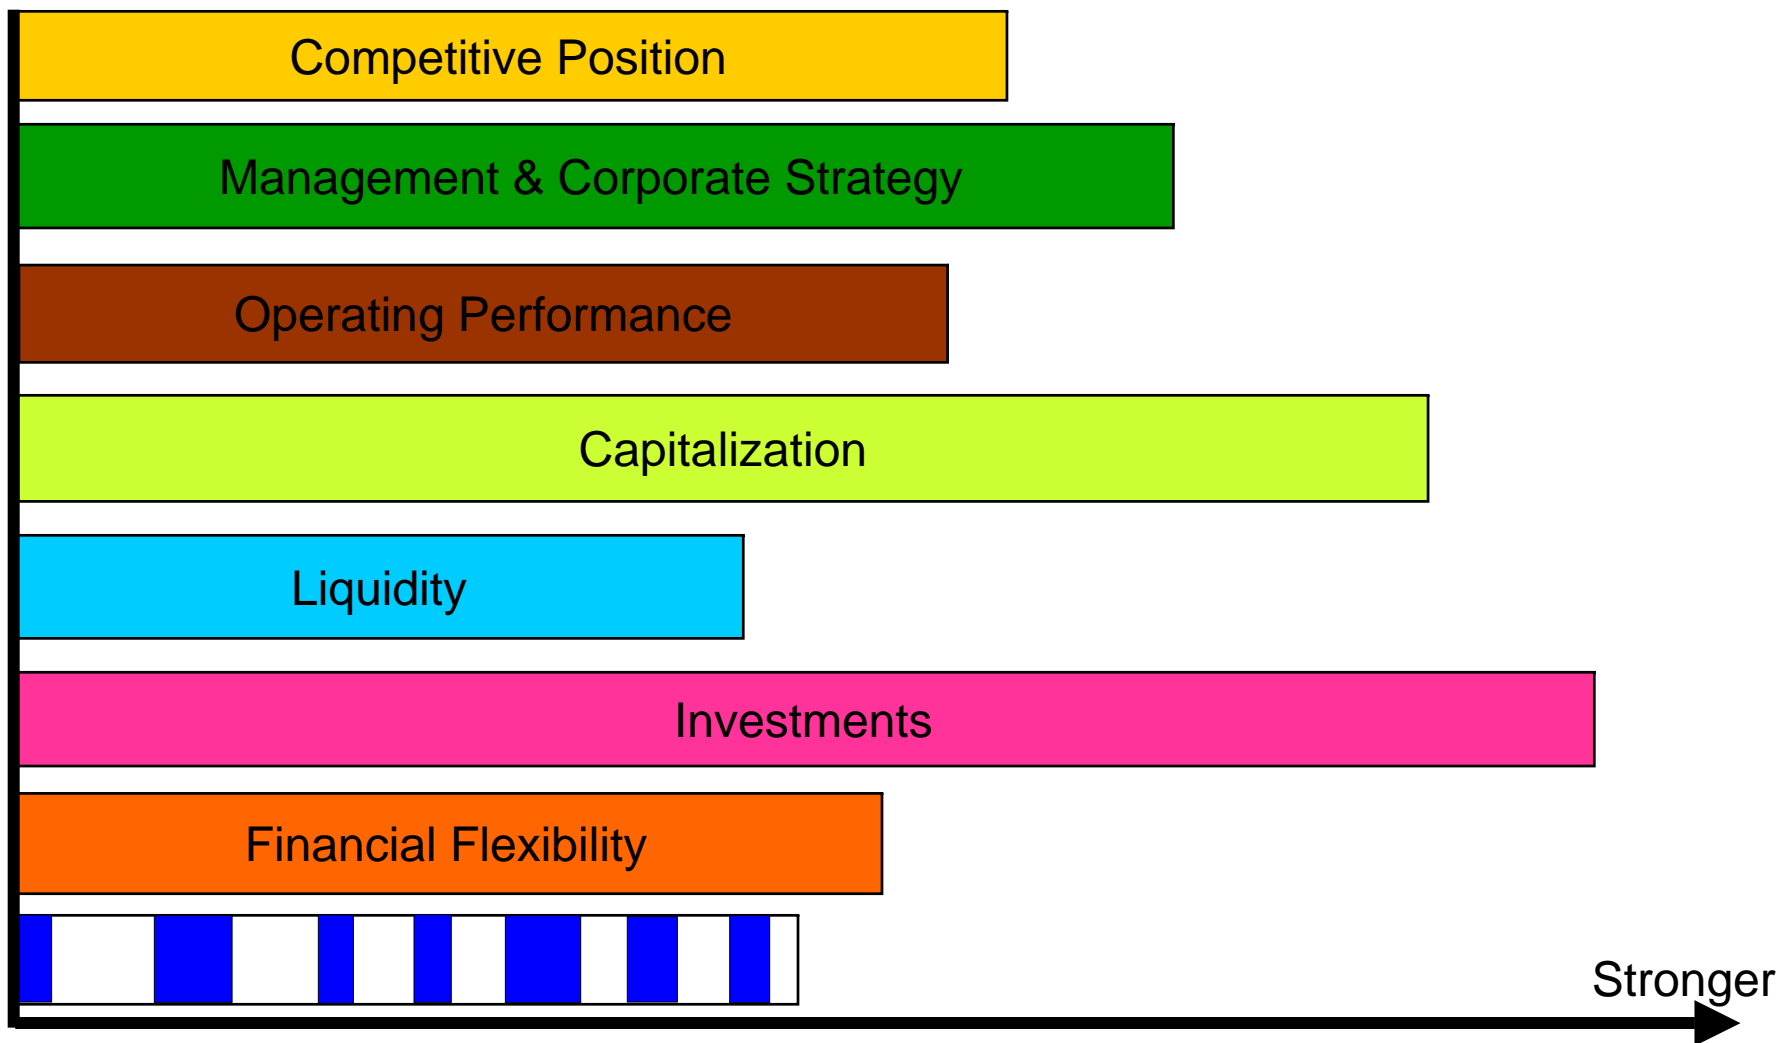 Competitive Position
Management & Corporate Strategy
Operating Performance
Capitalization
Liquidity
Investments
Financial Flexibility
Stronger